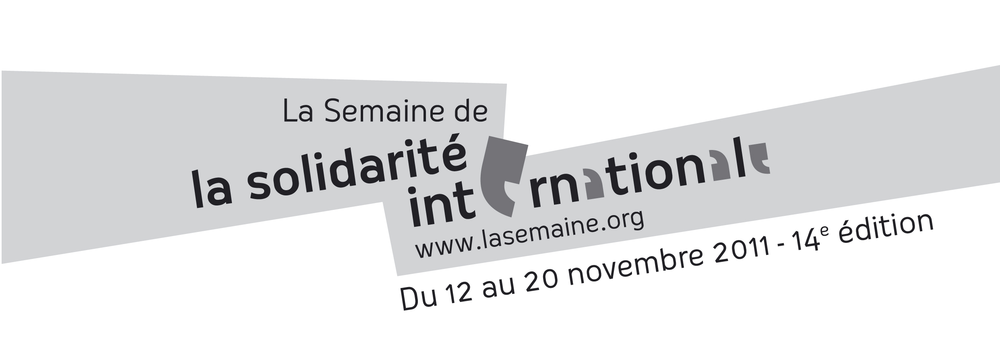 La Semaine de
la solidarité
internationale
www.lasemaine.org
Du 12 au 20 novembre 2011 - 14e édition